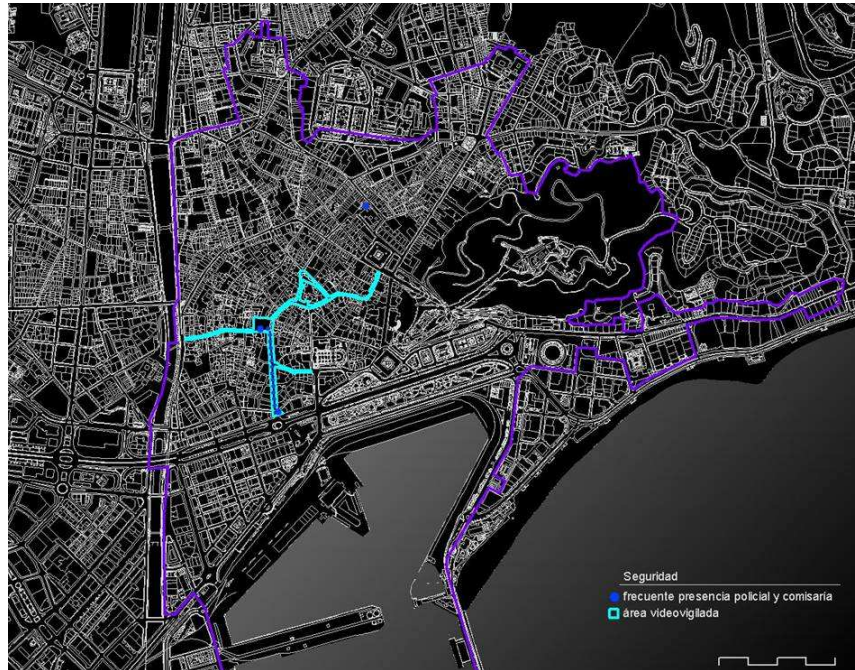 Seguridad
frecuente presencia policial y comisaría
área videovigilada